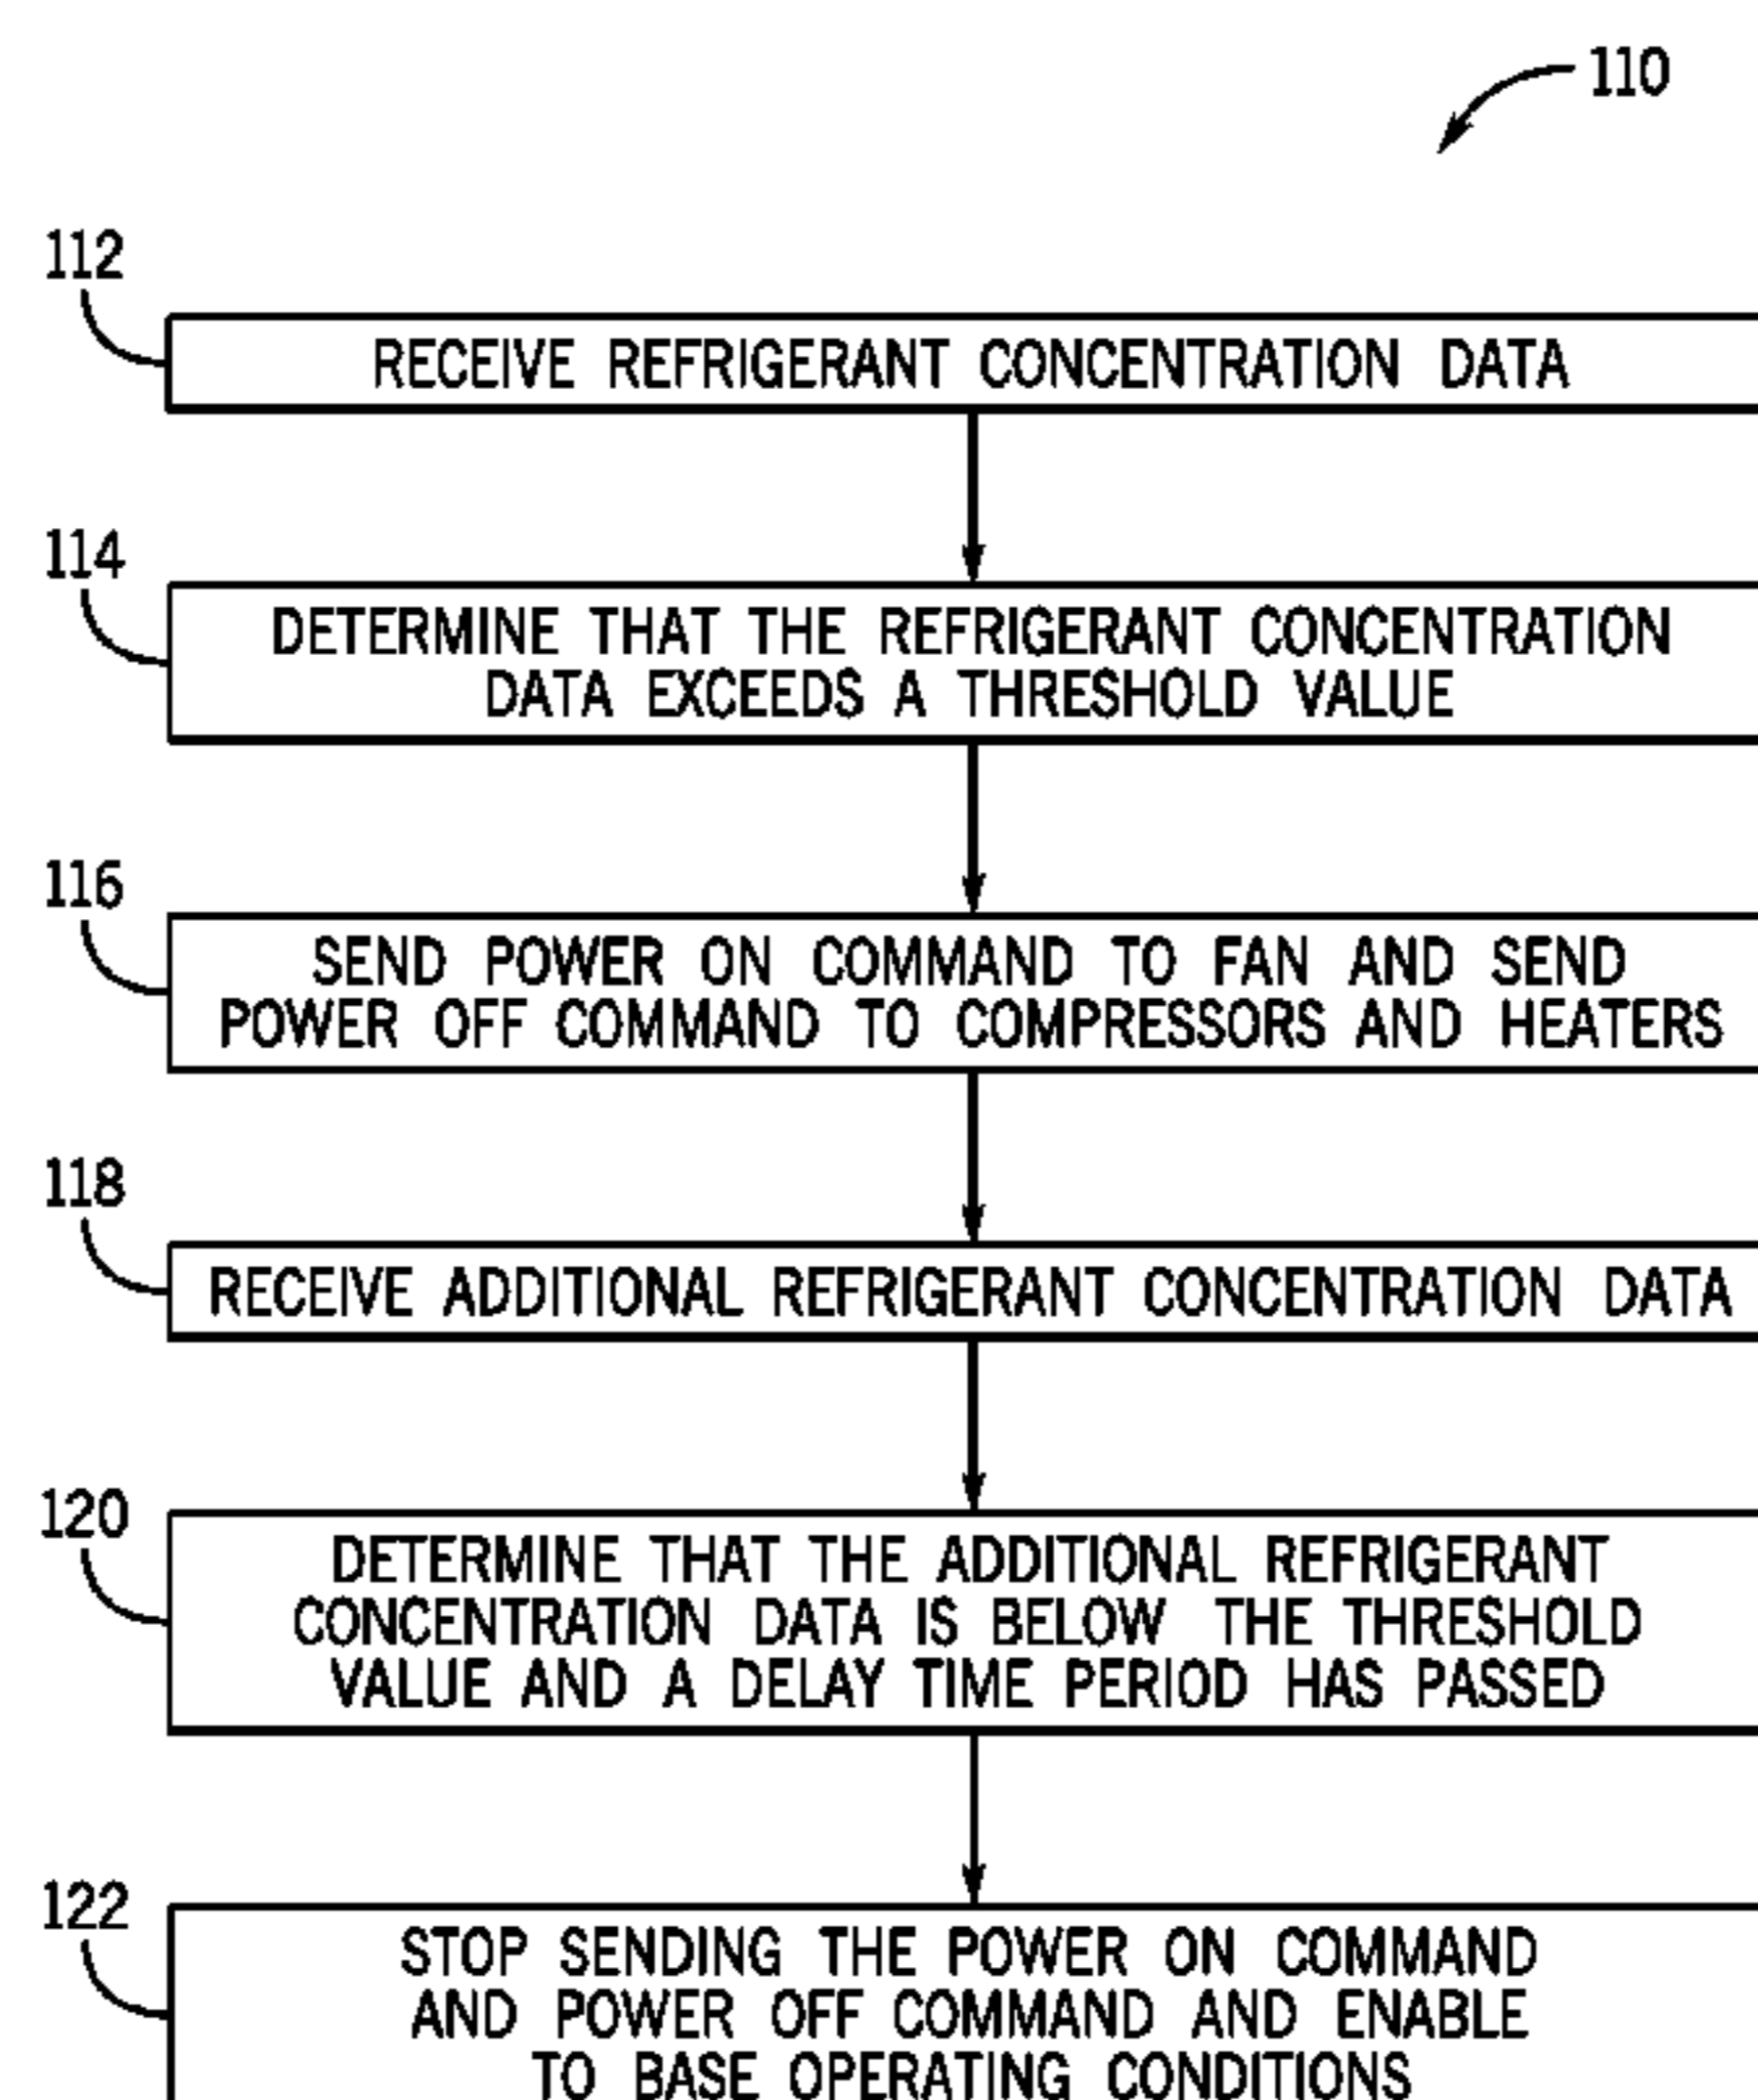 110
112
RECEIVE REFRIGERANT CONCENTRATION DATA
114
DETERMINE THAT THE REFRIGERANT CONCENTRATION
DATA EXCEEDS A THRESHOLD VALUE
116
SEND POWER ON COMMAND TO FAN AND SEND
POWER OFF COMMAND TO COMPRESSORS AND HEATERS
118
RECEIVE ADDITIONAL REFRIGERANT CONCENTRATION DATA
120
DETERMINE THAT THE ADDITIONAL REFRIGERANT
CONCENTRATION DATA IS BELOW THE THRESHOLD
VALUE AND A DELAY TIME PERIOD HAS PASSED
122
STOP SENDING THE POWER ON COMMAND
AND POWER OFF COMMAND AND ENABLE
TO BASE OPERATING CONDITIONS